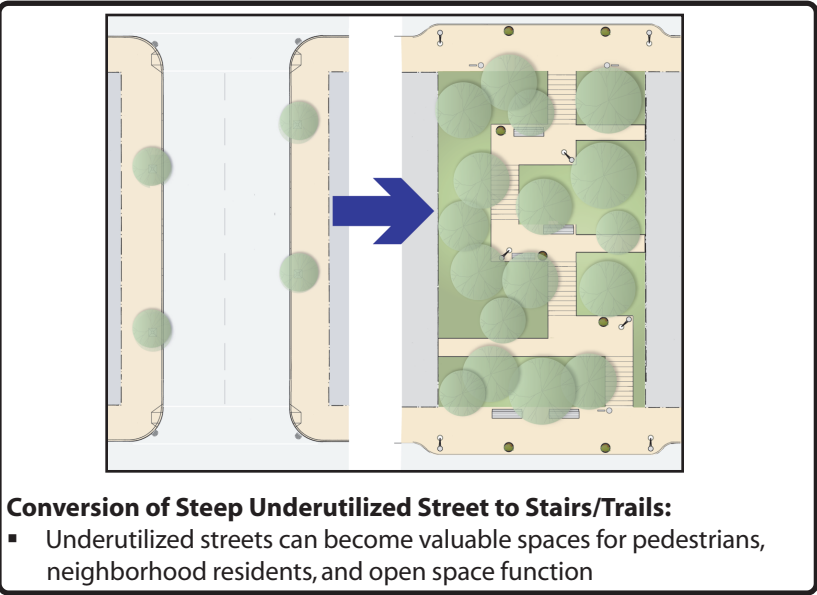 Conversion of Steep Underutilized Street to Stairs/Trails:
▪ Underutilized streets can become valuable spaces for pedestrians,
neighborhood residents, and open space function